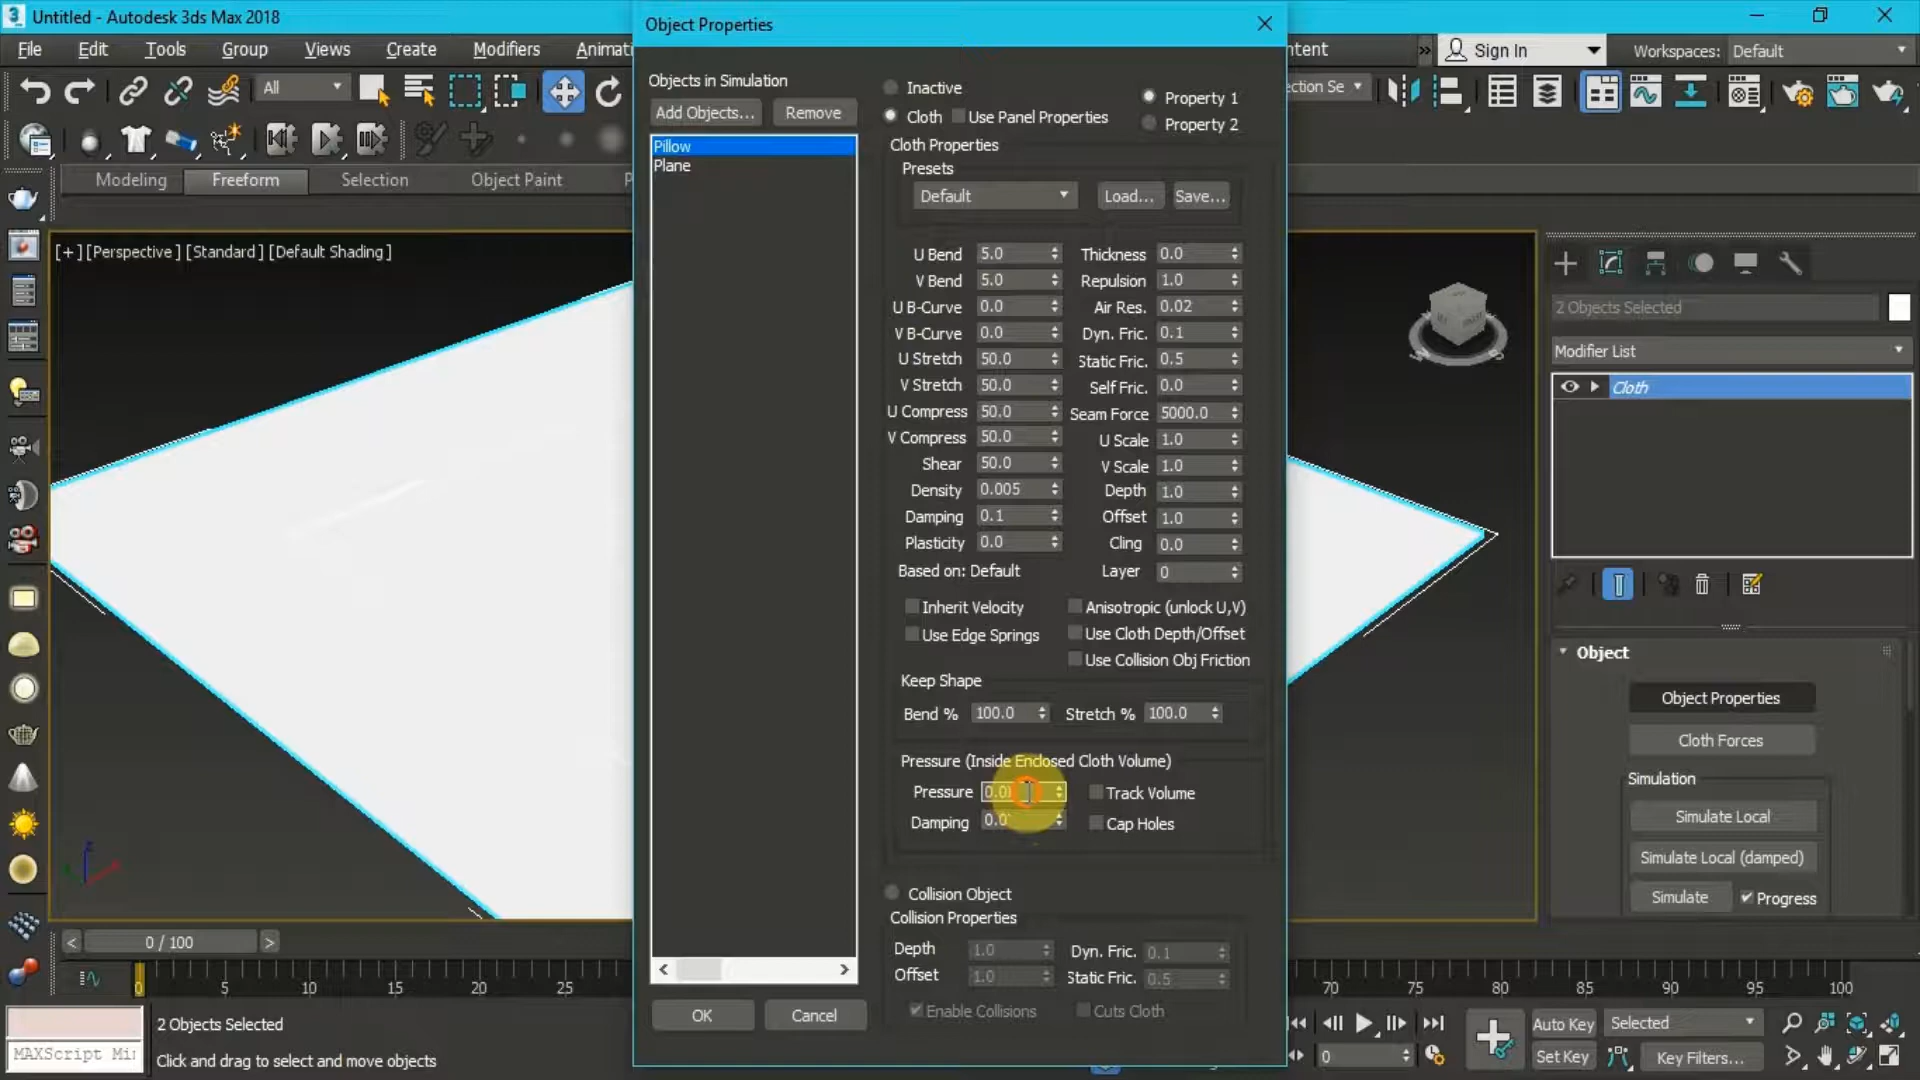 Untitled - Autodesk 3ds Max 2018
Object Properties
File Edit Tools Group Views Create Modifiers Animati
ntent
Sign In
Workspaces: Default
All
ection Se
Modeling Freeform Selection Object Paint P
[+] [Perspective] [Standard] [Default Shading]
Objects in Simulation
Add Objects... Remove
Pillow
Plane
Inactive
Cloth Use Panel Properties
Property 1
Property 2
Cloth Properties
Presets
Default Load... Save...
U Bend 5.0 Thickness 0.0
V Bend 5.0 Repulsion 1.0
U B-Curve 0.0 Air Res. 0.02
V B-Curve 0.0 Dyn. Fric. 0.1
U Stretch 50.0 Static Fric. 0.5
V Stretch 50.0 Self Fric. 0.0
U Compress 50.0 Seam Force 5000.0
V Compress 50.0 U Scale 1.0
Shear 50.0 V Scale 1.0
Density 0.005 Depth 1.0
Damping 0.1 Offset 1.0
Plasticity 0.0 Cling 0.0
Based on: Default Layer 0
Inherit Velocity Anisotropic (unlock U,V)
Use Edge Springs Use Cloth Depth/Offset
Use Collision Obj Friction
Keep Shape
Bend % 100.0 Stretch % 100.0
Pressure (Inside Enclosed Cloth Volume)
Pressure 0.0 Track Volume
Damping 0.0 Cap Holes
Collision Object
Collision Properties
Depth 1.0 Dyn. Fric. 0.1
Offset 1.0 Static Fric. 0.5
Enable Collisions Cuts Cloth
OK Cancel
2 Objects Selected
Modifier List
Cloth
Object
Object Properties
Cloth Forces
Simulation
Simulate Local
Simulate Local (damped)
Simulate Progress
< 0 / 100 >
0 5 10 15 20 25 70 75 80 85 90 95 100
2 Objects Selected
MAXScript Mi
Click and drag to select and move objects
Auto Key Selected
0
Set Key Key Filters...